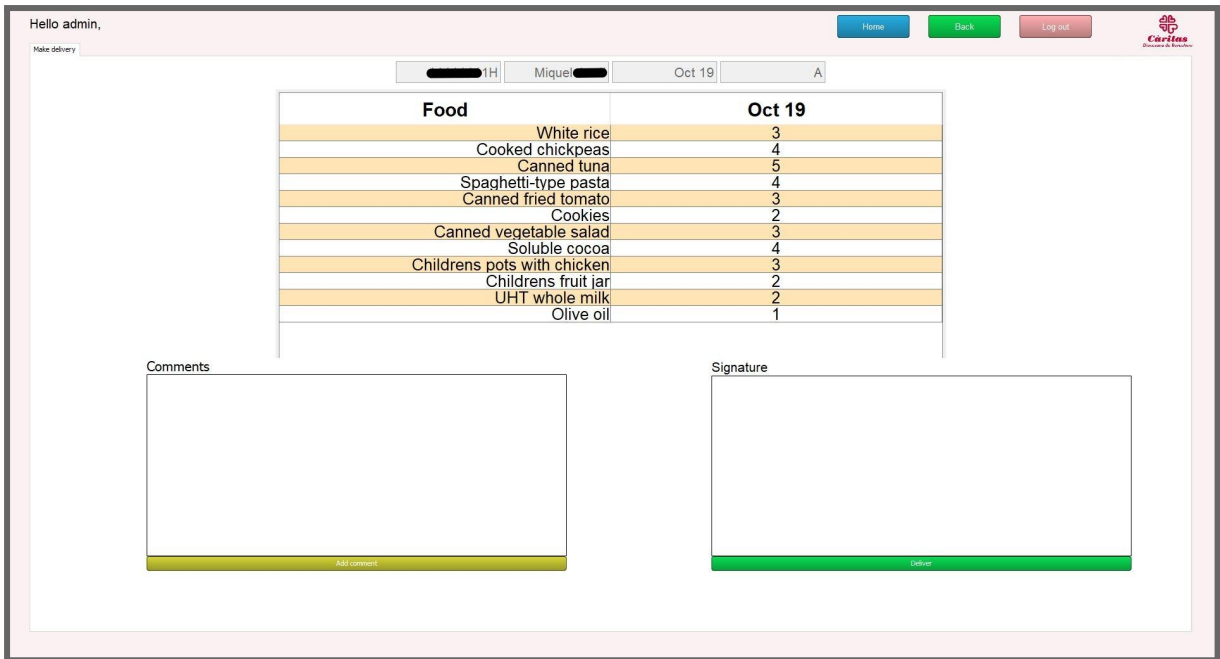 Hello admin,
Home
Back
Log out
Càritas
Make delivery
1H
Miquel
Oct 19
A
Food Oct 19
White rice 3
Cooked chickpeas 4
Canned tuna 5
Spaghetti-type pasta 4
Canned fried tomato 3
Cookies 2
Canned vegetable salad 3
Soluble cocoa 4
Childrens pots with chicken 3
Childrens fruit jar 2
UHT whole milk 2
Olive oil 1
Comments
Signature
Add comment
Deliver